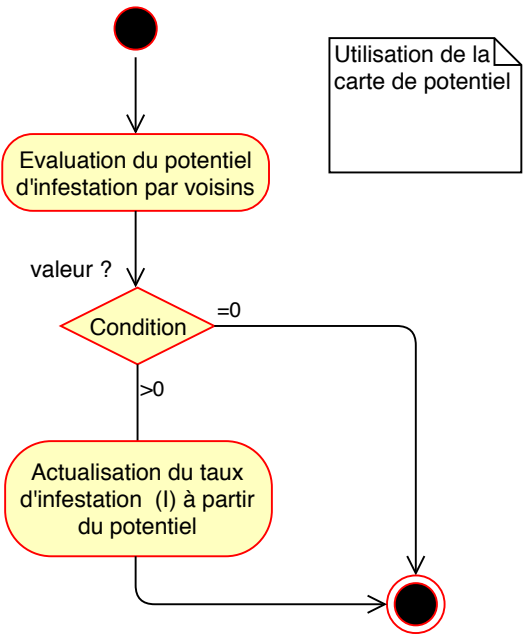 Utilisation de la
carte de potentiel
Evaluation du potentiel
d'infestation par voisins
valeur ?
=0
Condition
>0
Actualisation du taux
d'infestation  (I) à partir
du potentiel